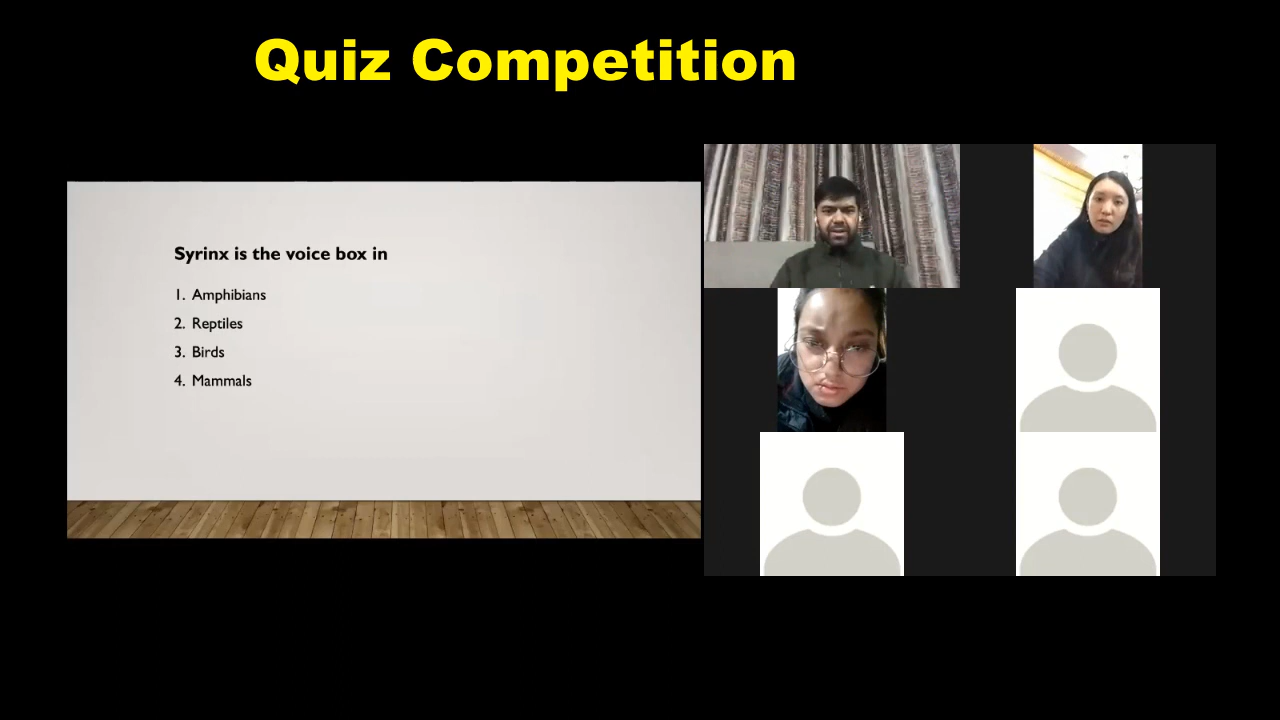 Quiz Competition
Syrinx is the voice box in
1. Amphibians
2. Reptiles
3. Birds
4. Mammals